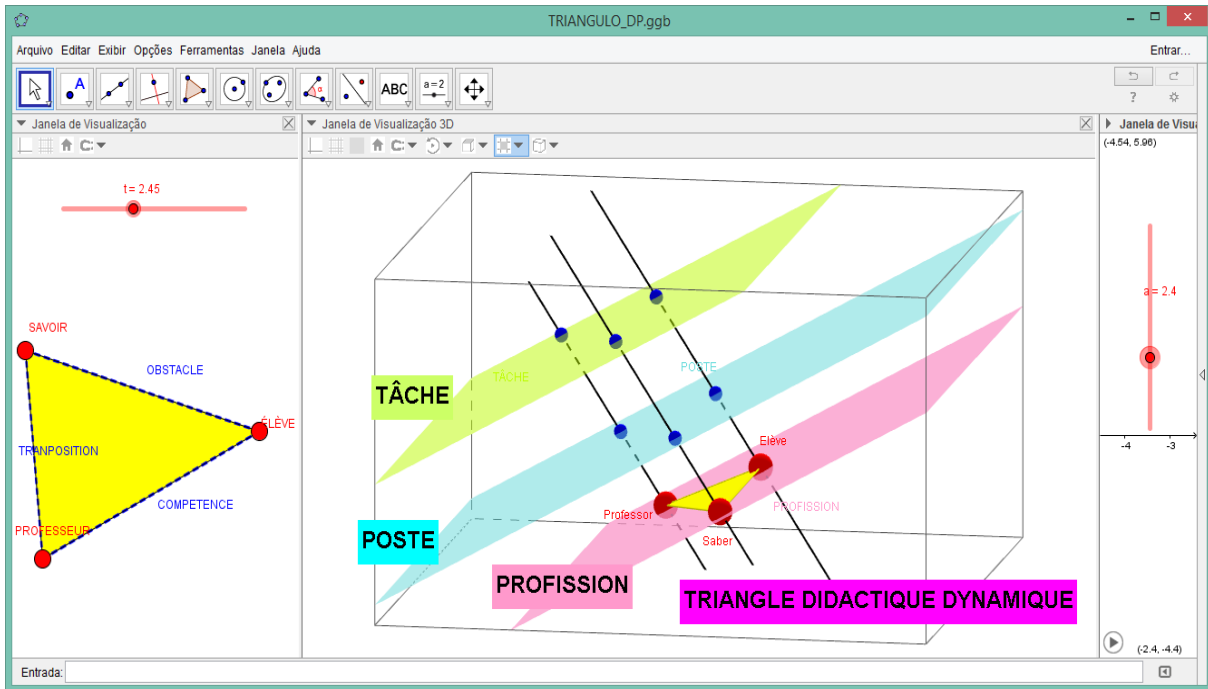 TRIANGULO_DP.ggb
Arquivo Editar Exibir Opções Ferramentas Janela Ajuda
Entrar...
A
α
ABC
a=2
?
Janela de Visualização
Janela de Visualização 3D
Janela de Visua
t = 2.45
SAVOIR
OBSTACLE
ÉLÈVE
TRANPOSITION
COMPETENCE
PROFESSEUR
TÂCHE
TÂCHE
POSTE
POSTE
Elève
Professor
Saber
PROFISSION
PROFISSION
TRIANGLE DIDACTIQUE DYNAMIQUE
(-4.54, 5.96)
a = 2.4
-4 -3
(-2.4, -4.4)
Entrada: